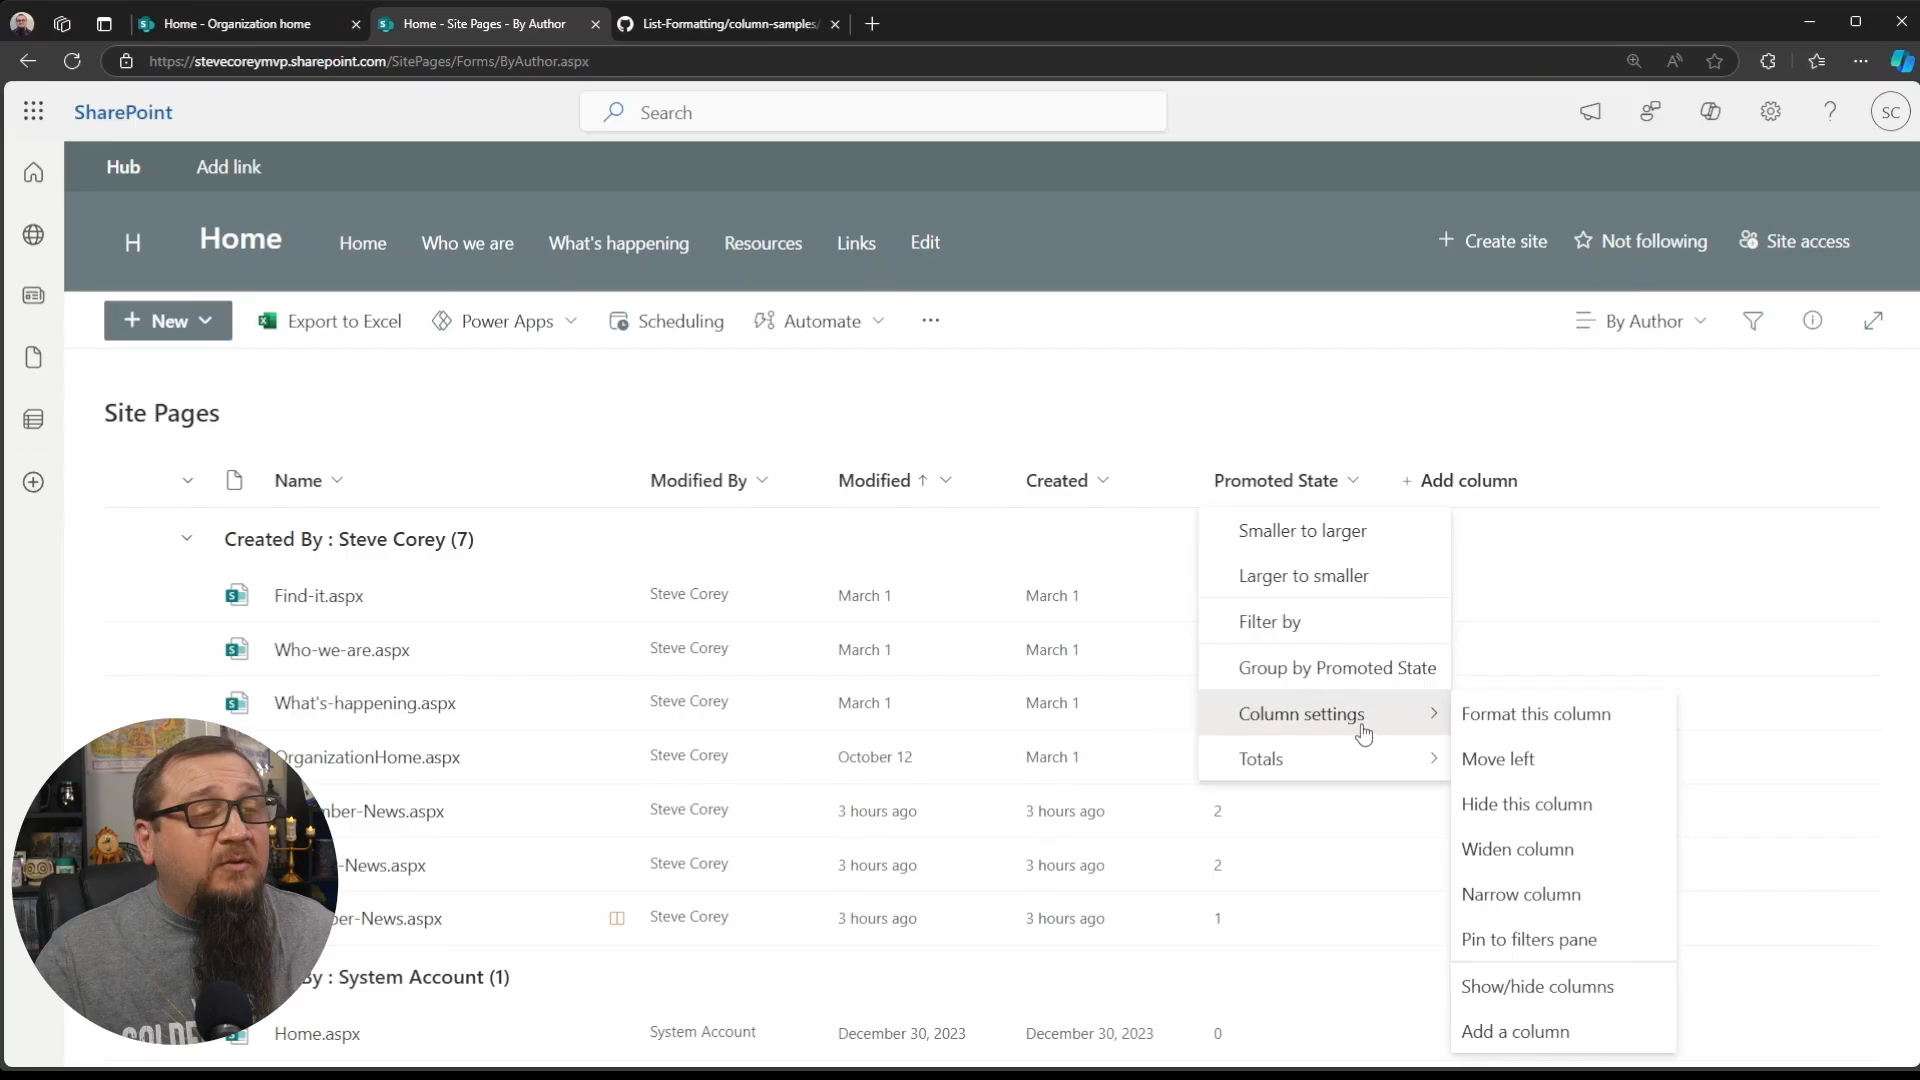 Home - Organization home
Home - Site Pages - By Author
List-Formatting/column-samples/
https://stevecoreymvp.sharepoint.com/SitePages/Forms/ByAuthor.aspx
SharePoint
Search
SC
Hub
Add link
H
Home
Home
Who we are
What's happening
Resources
Links
Edit
+ Create site
Not following
Site access
+ New
Export to Excel
Power Apps
Scheduling
Automate
...
By Author
Site Pages
Name
Modified By
Modified ↑
Created
Promoted State
+ Add column
Created By : Steve Corey (7)
Find-it.aspx
Steve Corey
March 1
March 1
Who-we-are.aspx
Steve Corey
March 1
March 1
What's-happening.aspx
Steve Corey
March 1
March 1
OrganizationHome.aspx
Steve Corey
October 12
March 1
mber-News.aspx
Steve Corey
3 hours ago
3 hours ago
2
-News.aspx
Steve Corey
3 hours ago
3 hours ago
2
ber-News.aspx
Steve Corey
3 hours ago
3 hours ago
1
By : System Account (1)
Home.aspx
System Account
December 30, 2023
December 30, 2023
0
Smaller to larger
Larger to smaller
Filter by
Group by Promoted State
Column settings
Totals
Format this column
Move left
Hide this column
Widen column
Narrow column
Pin to filters pane
Show/hide columns
Add a column